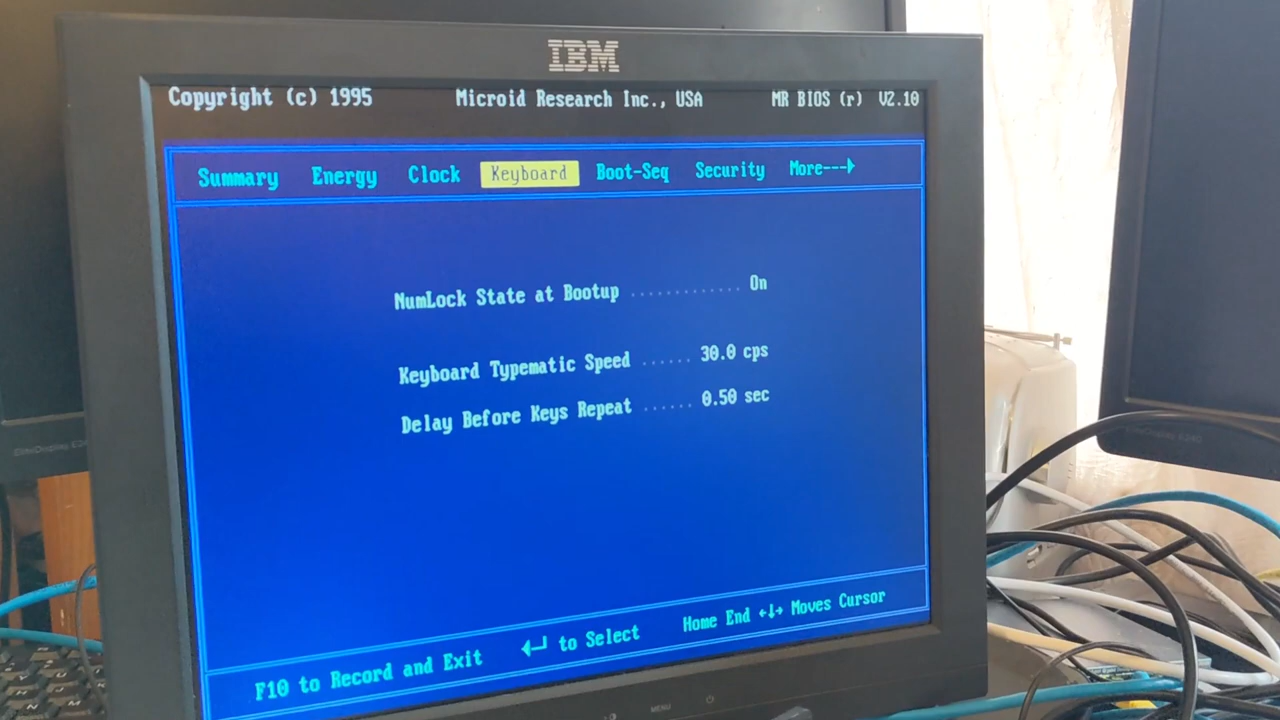 IBM
Copyright (c) 1995 Microid Research Inc., USA MR BIOS (r) V2.10
Summary Energy Clock Keyboard Boot-Seq Security More---►
NumLock State at Bootup ............. On
Keyboard Typematic Speed ...... 30.0 cps
Delay Before Keys Repeat ...... 0.50 sec
F10 to Record and Exit ◄─┘ to Select Home End ←↓→ Moves Cursor
MENU